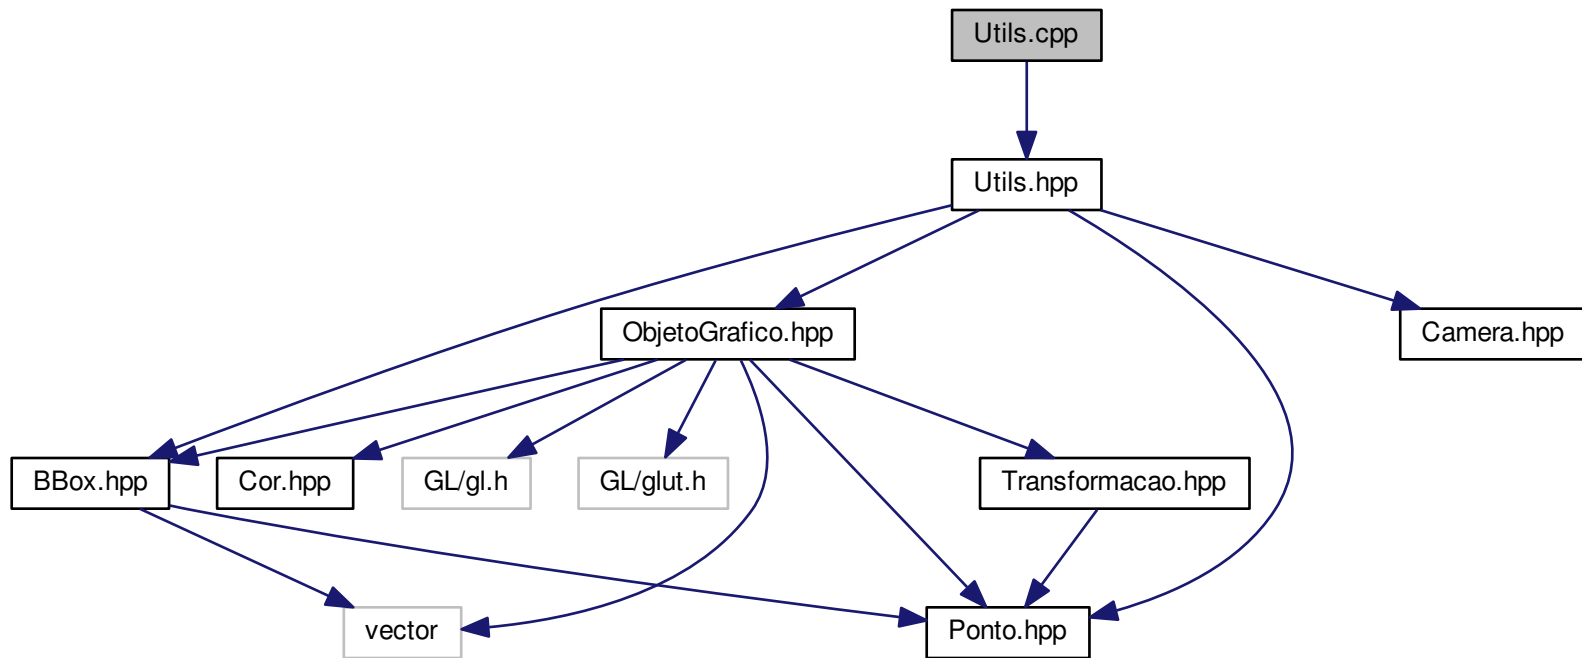 Utils.cpp
Utils.hpp
ObjetoGrafico.hpp
Camera.hpp
BBox.hpp
Cor.hpp
GL/gl.h
GL/glut.h
Transformacao.hpp
vector
Ponto.hpp